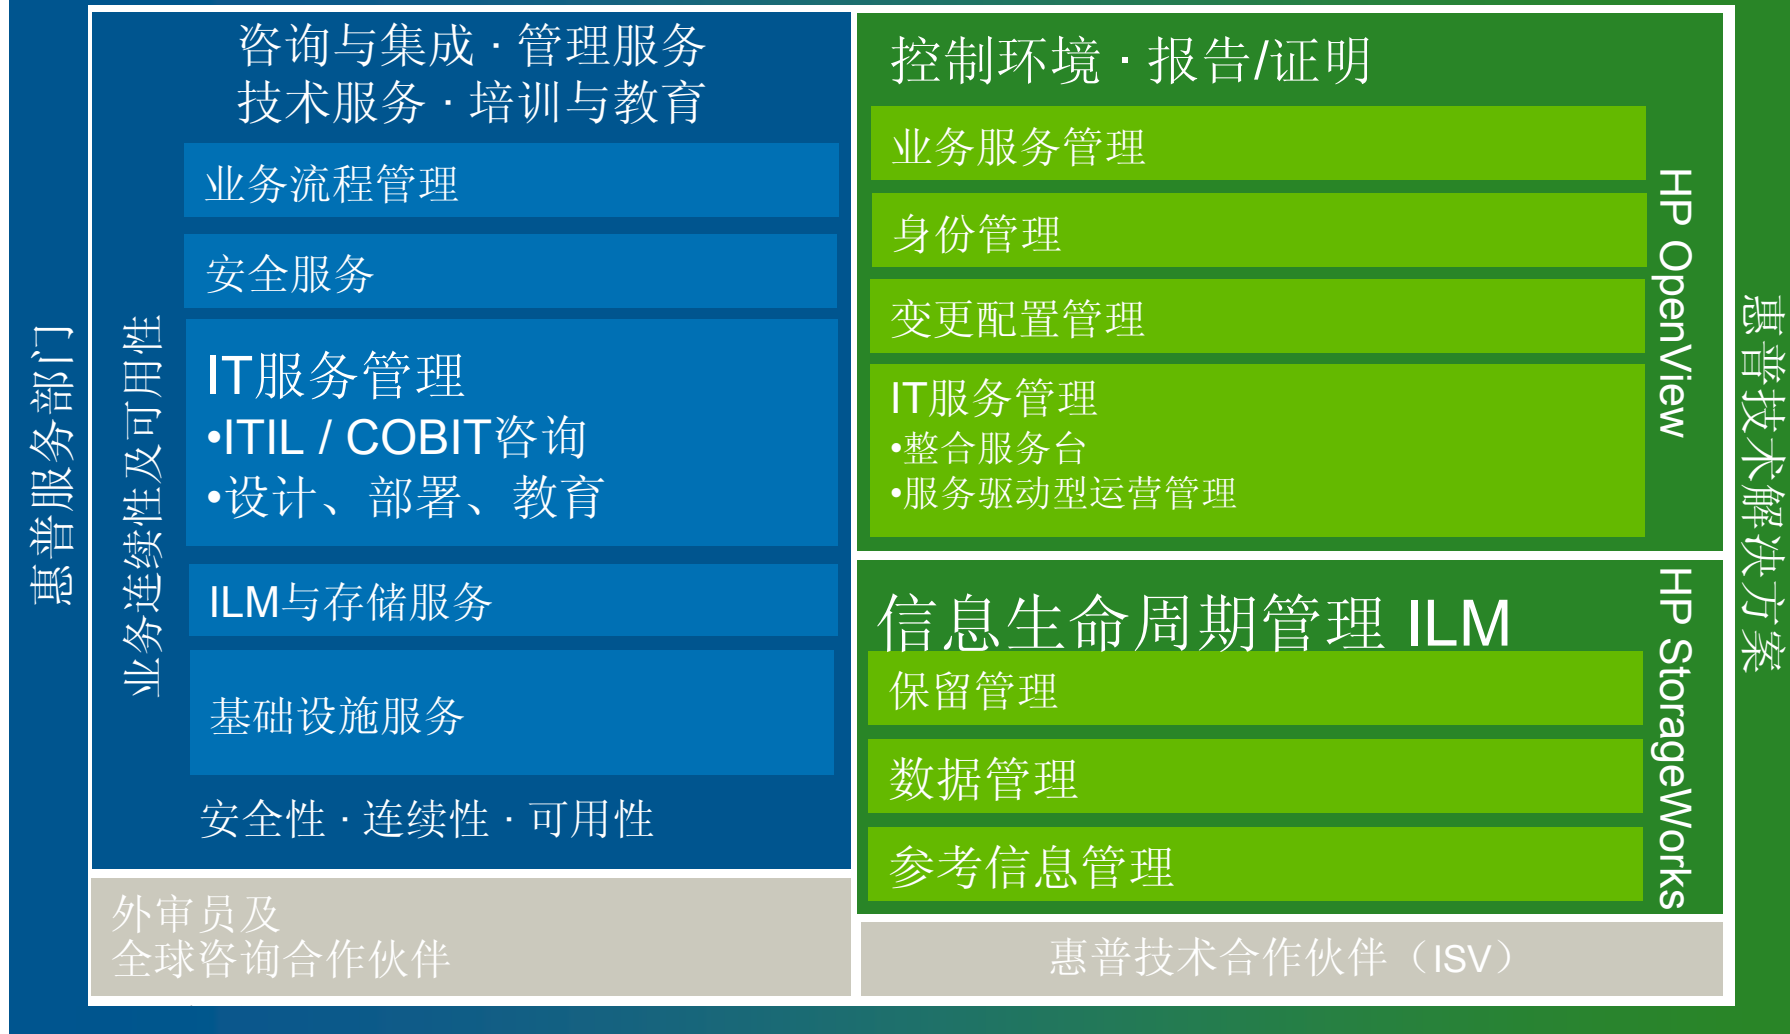 惠普服务部门
咨询与集成 · 管理服务
技术服务 · 培训与教育
业务连续性及可用性
业务流程管理
安全服务
IT服务管理
•ITIL / COBIT咨询
•设计、部署、教育
ILM与存储服务
基础设施服务
安全性 · 连续性 · 可用性
外审员及
全球咨询合作伙伴
控制环境 · 报告/证明
业务服务管理
身份管理
变更配置管理
IT服务管理
•整合服务台
•服务驱动型运营管理
HP OpenView
信息生命周期管理 ILM
保留管理
数据管理
参考信息管理
HP StorageWorks
惠普技术合作伙伴（ISV）
惠普技术解决方案